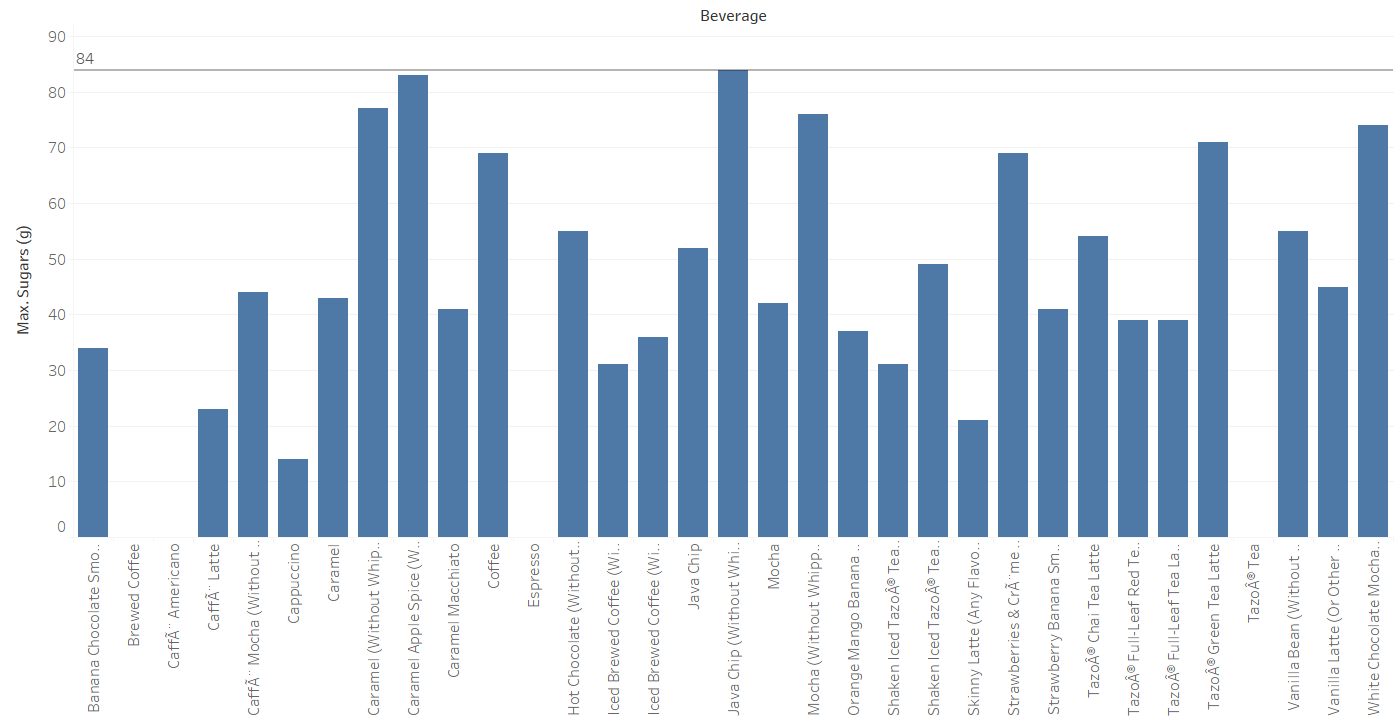 Beverage
Max. Sugars (g)
90
84
80
70
60
50
40
30
20
10
0
Banana Chocolate Smo..
Brewed Coffee
CaffÃ¨ Americano
CaffÃ¨ Latte
CaffÃ¨ Mocha (Without ..
Cappuccino
Caramel
Caramel (Without Whip..
Caramel Apple Spice (W..
Caramel Macchiato
Coffee
Espresso
Hot Chocolate (Without..
Iced Brewed Coffee (Wi..
Iced Brewed Coffee (Wi..
Java Chip
Java Chip (Without Whi..
Mocha
Mocha (Without Whipp..
Orange Mango Banana ..
Shaken Iced TazoÂ® Tea..
Shaken Iced TazoÂ® Tea..
Skinny Latte (Any Flavo..
Strawberries & CrÃ¨me ..
Strawberry Banana Sm..
TazoÂ® Chai Tea Latte
TazoÂ® Full-Leaf Red Te..
TazoÂ® Full-Leaf Tea La..
TazoÂ® Green Tea Latte
TazoÂ® Tea
Vanilla Bean (Without ..
Vanilla Latte (Or Other ..
White Chocolate Mocha..